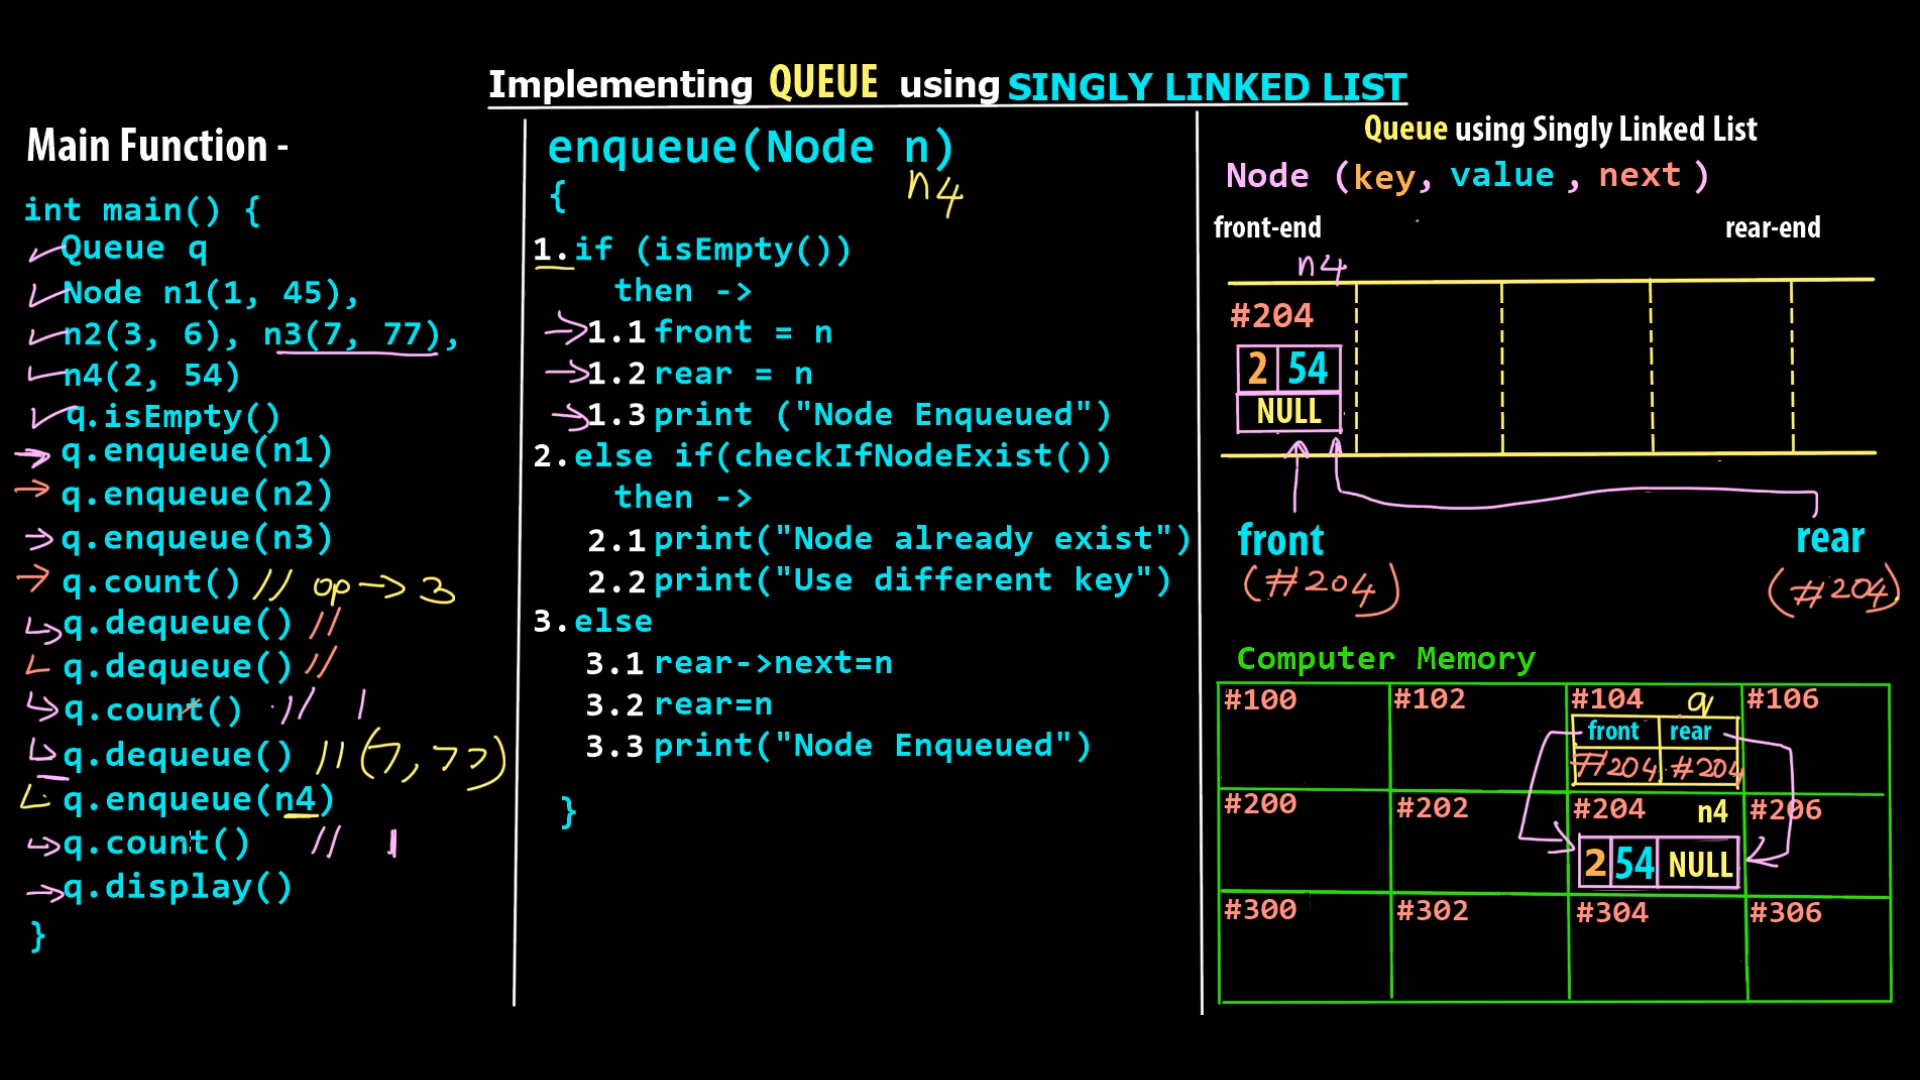 Implementing QUEUE using SINGLY LINKED LIST
Main Function -
int main() {
Queue q
Node n1(1, 45),
n2(3, 6), n3(7, 77),
n4(2, 54)
q.isEmpty()
q.enqueue(n1)
q.enqueue(n2)
q.enqueue(n3)
q.count() // op → 3
q.dequeue() //
q.dequeue() //
q.count() // 1
q.dequeue() // (7, 77)
q.enqueue(n4)
q.count() // 1
q.display()
}
enqueue(Node n)
n4
{
1.if (isEmpty())
then ->
1.1 front = n
1.2 rear = n
1.3 print ("Node Enqueued")
2.else if(checkIfNodeExist())
then ->
2.1 print("Node already exist")
2.2 print("Use different key")
3.else
3.1 rear->next=n
3.2 rear=n
3.3 print("Node Enqueued")
}
Queue using Singly Linked List
Node (key, value , next )
front-end rear-end
n4
#204
2 54
NULL
front rear
(#204) (#204)
Computer Memory
#100 #102 #104 q #106
front rear
#204 #204
#200 #202 #204 n4 #206
2 54 NULL
#300 #302 #304 #306